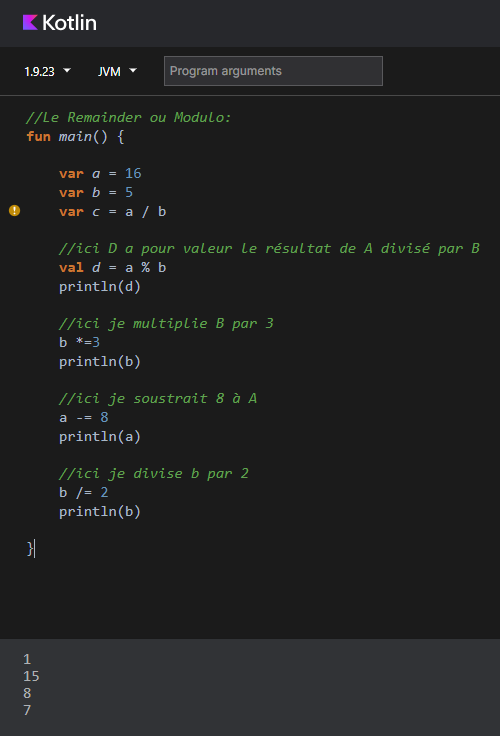 Kotlin
1.9.23 JVM Program arguments
//Le Remainder ou Modulo:
fun main() {
var a = 16
var b = 5
var c = a / b
//ici D a pour valeur le résultat de A divisé par B
val d = a % b
println(d)
//ici je multiplie B par 3
b *=3
println(b)
//ici je soustrait 8 à A
a -= 8
println(a)
//ici je divise b par 2
b /= 2
println(b)
}
1
15
8
7